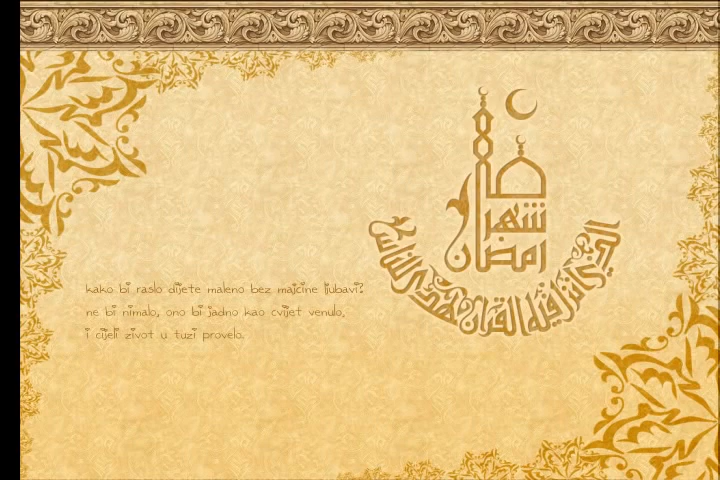 شهر
رمضان
الذي أنزل فيه القرآن هدى للناس
kako bi raslo dijete maleno bez majčine ljubavi?
ne bi nimalo, ono bi jadno kao cvijet venulo,
i cijeli zivot u tuzi provelo.